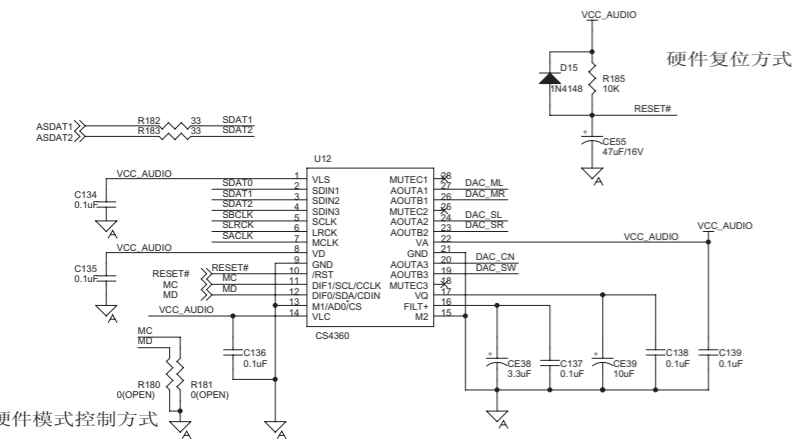 VCC_AUDIO
硬件复位方式
D15
1N4148
R185
10K
RESET#
CE55
47uF/16V
A
ASDAT1
R182
33
SDAT1
ASDAT2
R183
33
SDAT2
U12
VCC_AUDIO
C134
0.1uF
A
SDAT0
SDAT1
SDAT2
SBCLK
SLRCK
SACLK
VCC_AUDIO
C135
0.1uF
A
RESET#
RESET#
MC
MC
MD
MD
VCC_AUDIO
1 VLS
2 SDIN1
3 SDIN2
4 SDIN3
5 SCLK
6 LRCK
7 MCLK
8 VD
9 GND
10 /RST
11 DIF1/SCL/CCLK
12 DIF0/SDA/CDIN
13 M1/AD0/CS
14 VLC
MUTEC1 28
AOUTA1 27 DAC_ML
AOUTB1 26 DAC_MR
MUTEC2 25
AOUTA2 24 DAC_SL
AOUTB2 23 DAC_SR
VA 22 VCC_AUDIO
GND 21
AOUTA3 20 DAC_CN
AOUTB3 19 DAC_SW
MUTEC3 18
VQ 17
FILT+ 16
M2 15
CS4360
VCC_AUDIO
MC
MD
R180
0(OPEN)
R181
0(OPEN)
A
C136
0.1uF
A
CE38
3.3uF
C137
0.1uF
CE39
10uF
C138
0.1uF
C139
0.1uF
A
硬件模式控制方式